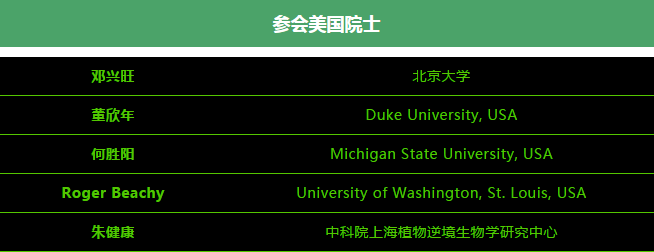 参会美国院士
邓兴旺 北京大学
董欣年 Duke University, USA
何胜阳 Michigan State University, USA
Roger Beachy University of Washington, St. Louis, USA
朱健康 中科院上海植物逆境生物学研究中心